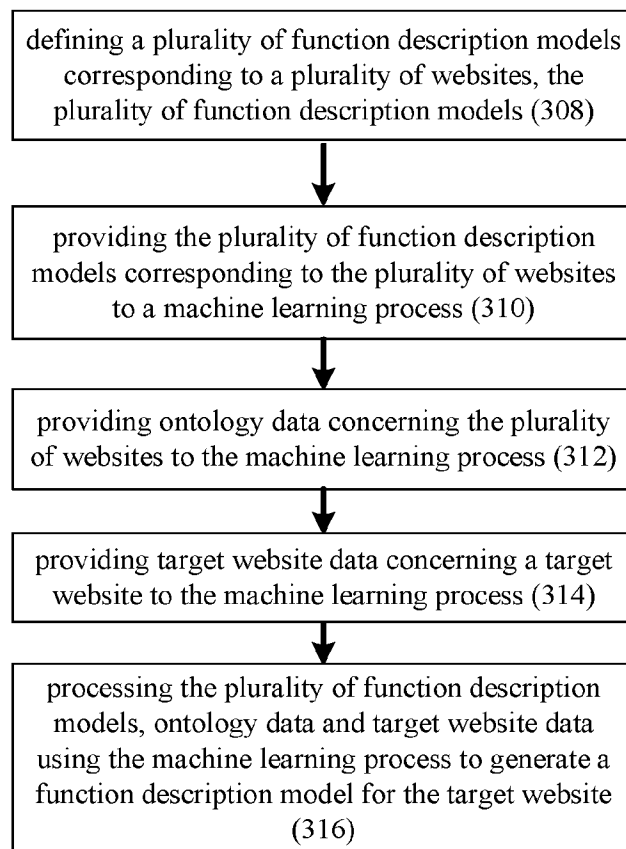 defining a plurality of function description models
corresponding to a plurality of websites, the
plurality of function description models (308)
providing the plurality of function description
models corresponding to the plurality of websites
to a machine learning process (310)
providing ontology data concerning the plurality
of websites to the machine learning process (312)
providing target website data concerning a target
website to the machine learning process (314)
processing the plurality of function description
models, ontology data and target website data
using the machine learning process to generate a
function description model for the target website
(316)